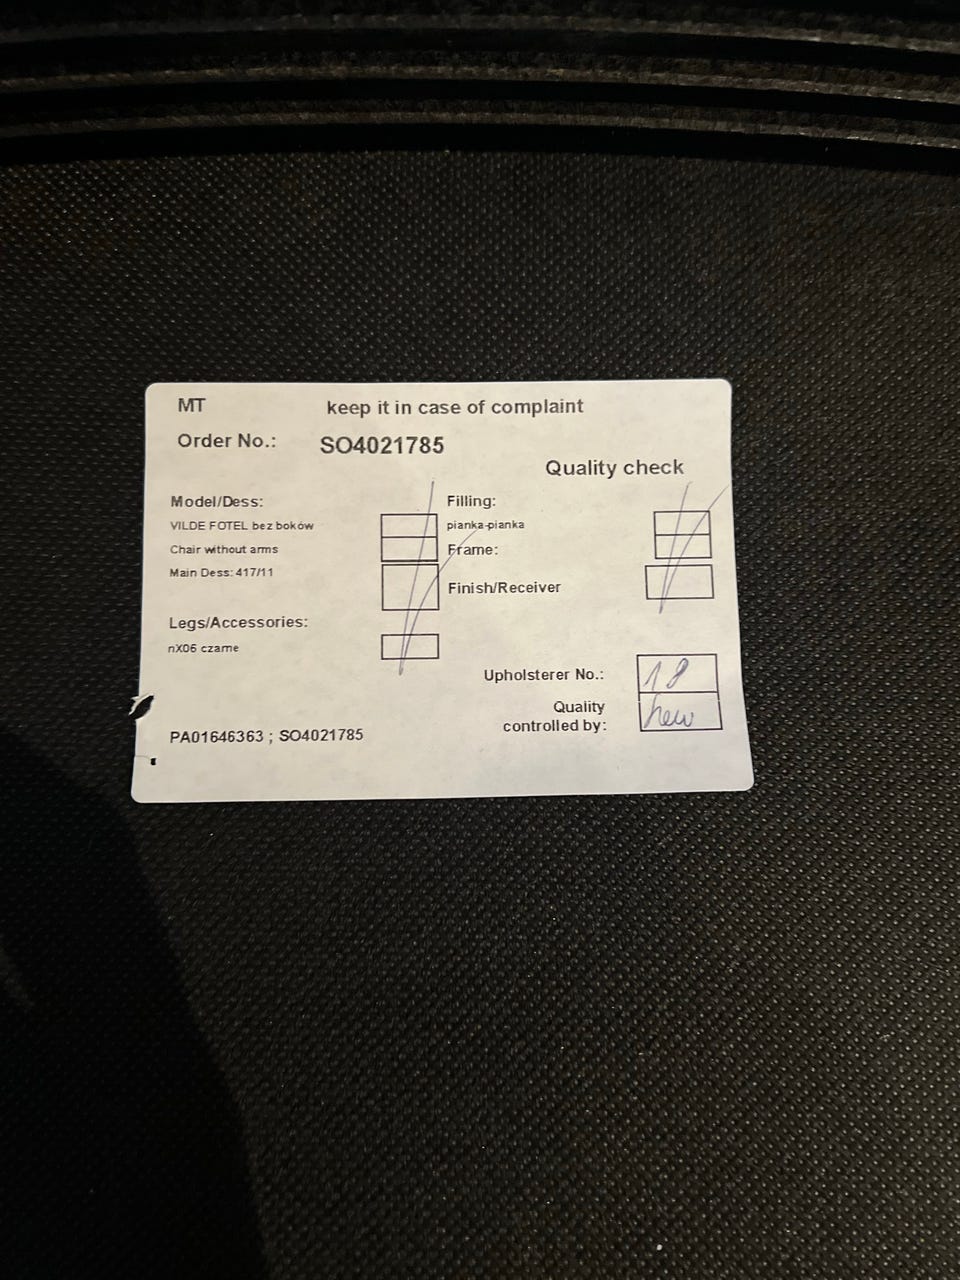 MT keep it in case of complaint
Order No.: SO4021785
Quality check
Model/Dess: Filling:
VILDE FOTEL bez boków pianka-pianka
Chair without arms Frame:
Main Dess: 417/11
Finish/Receiver
Legs/Accessories:
nX06 czarne
Upholsterer No.: 18
Quality
controlled by:
PA01646363 ; SO4021785